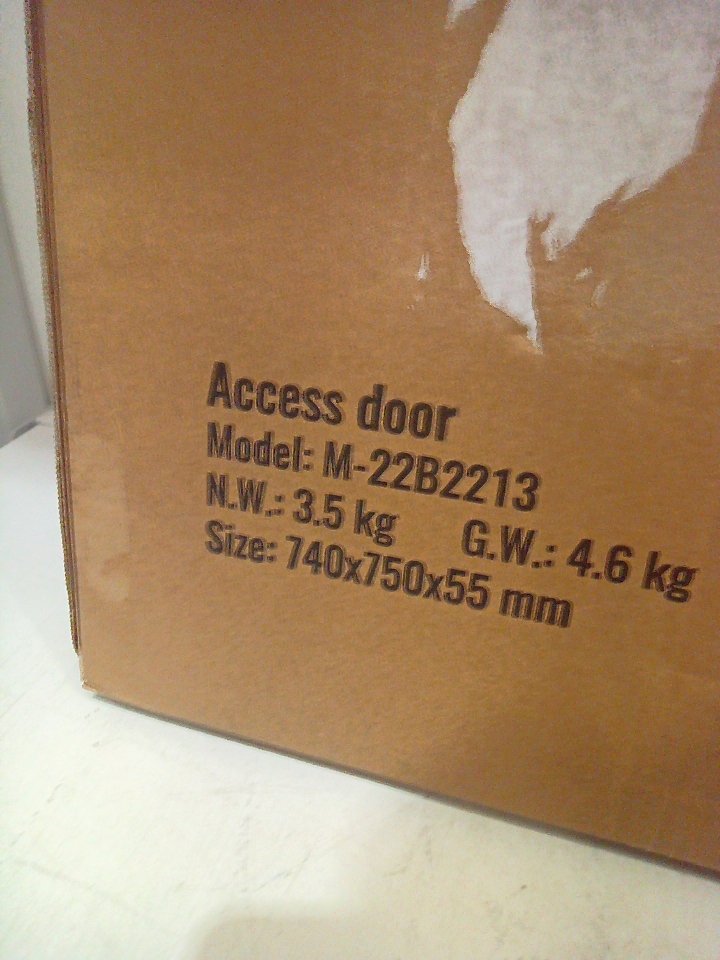 Access door
Model: M-22B2213
N.W.: 3.5 kg G.W.: 4.6 kg
Size: 740x750x55 mm